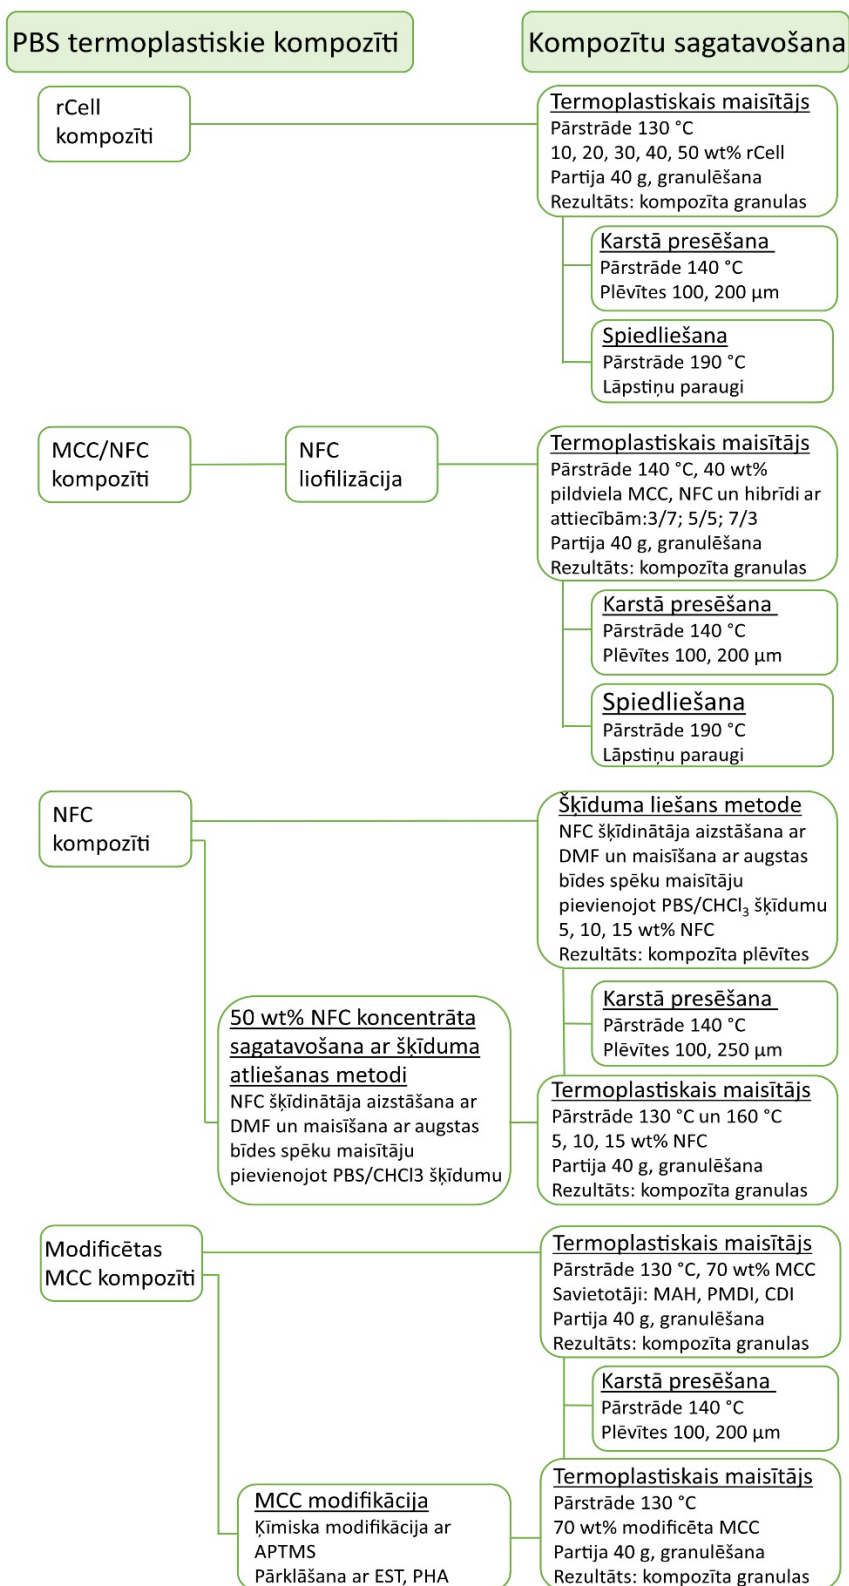 PBS termoplastiskie kompozīti
Kompozītu sagatavošana
rCell
kompozīti
Termoplastiskais maisītājs
Pārstrāde 130 °C
10, 20, 30, 40, 50 wt% rCell
Partija 40 g, granulēšana
Rezultāts: kompozīta granulas
Karstā presēšana
Pārstrāde 140 °C
Plēvītes 100, 200 µm
Spiedliešana
Pārstrāde 190 °C
Lāpstiņu paraugi
MCC/NFC
kompozīti
NFC
liofilizācija
Termoplastiskais maisītājs
Pārstrāde 140 °C, 40 wt%
pildviela MCC, NFC un hibrīdi ar
attiecībām:3/7; 5/5; 7/3
Partija 40 g, granulēšana
Rezultāts: kompozīta granulas
Karstā presēšana
Pārstrāde 140 °C
Plēvītes 100, 200 µm
Spiedliešana
Pārstrāde 190 °C
Lāpstiņu paraugi
NFC
kompozīti
Šķīduma liešans metode
NFC šķīdinātāja aizstāšana ar
DMF un maisīšana ar augstas
bīdes spēku maisītāju
pievienojot PBS/CHCl₃ šķīdumu
5, 10, 15 wt% NFC
Rezultāts: kompozīta plēvītes
Karstā presēšana
Pārstrāde 140 °C
Plēvītes 100, 250 µm
50 wt% NFC koncentrāta
sagatavošana ar šķīduma
atliešanas metodi
NFC šķīdinātāja aizstāšana ar
DMF un maisīšana ar augstas
bīdes spēku maisītāju
pievienojot PBS/CHCl3 šķīdumu
Termoplastiskais maisītājs
Pārstrāde 130 °C un 160 °C
5, 10, 15 wt% NFC
Partija 40 g, granulēšana
Rezultāts: kompozīta granulas
Modificētas
MCC kompozīti
Termoplastiskais maisītājs
Pārstrāde 130 °C, 70 wt% MCC
Savietotāji: MAH, PMDI, CDI
Partija 40 g, granulēšana
Rezultāts: kompozīta granulas
Karstā presēšana
Pārstrāde 140 °C
Plēvītes 100, 200 µm
MCC modifikācija
Ķīmiska modifikācija ar
APTMS
Pārklāšana ar EST, PHA
Termoplastiskais maisītājs
Pārstrāde 130 °C
70 wt% modificēta MCC
Partija 40 g, granulēšana
Rezultāts: kompozīta granulas